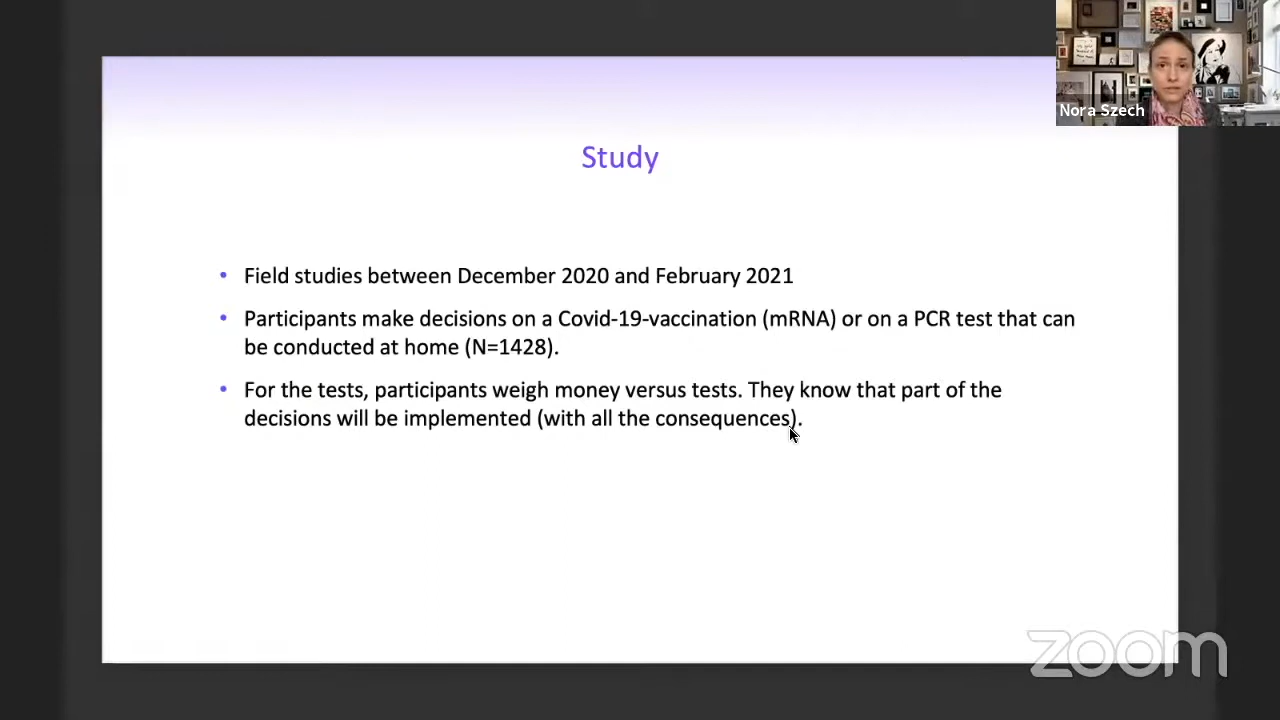 Nora Szech
Study
• Field studies between December 2020 and February 2021
• Participants make decisions on a Covid-19-vaccination (mRNA) or on a PCR test that can
be conducted at home (N=1428).
• For the tests, participants weigh money versus tests. They know that part of the
decisions will be implemented (with all the consequences).
zoom